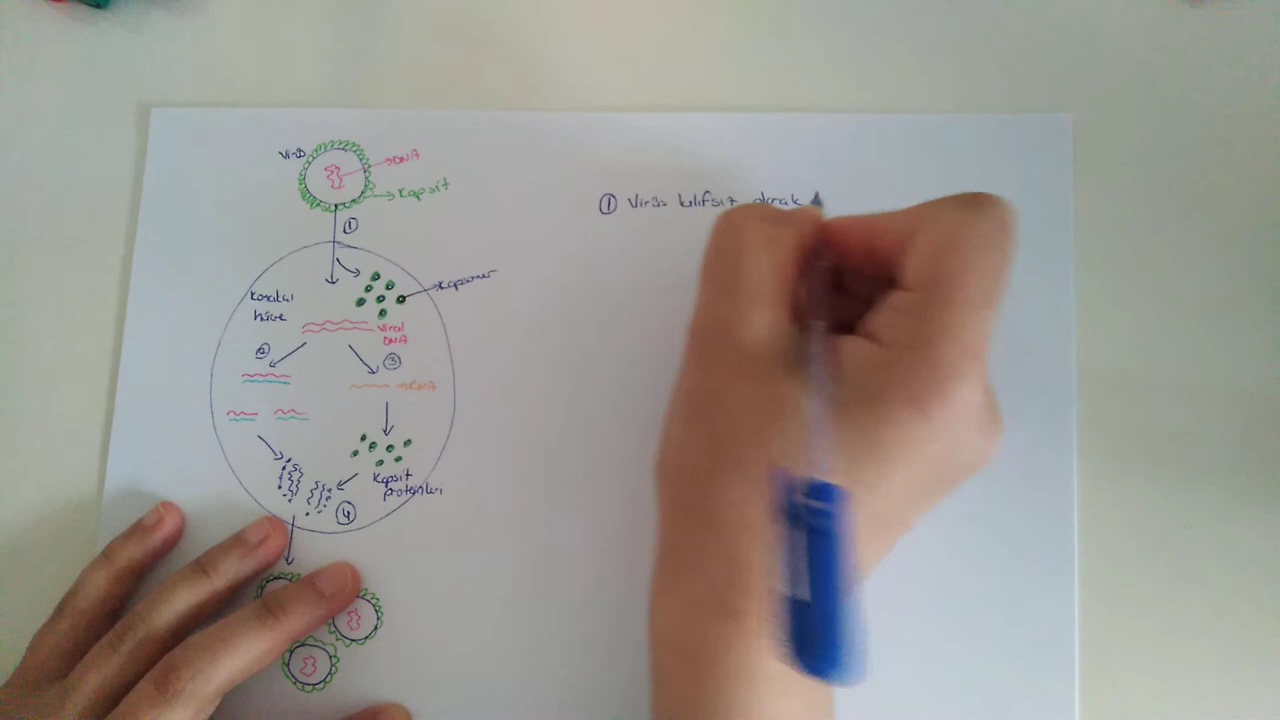 Virüs
DNA
Kapsit
①
① Virüs kılıfsız olarak
Kapsomer
Konakçı
hücre
Viral
DNA
②
③
mRNA
Kapsit
proteinleri
④